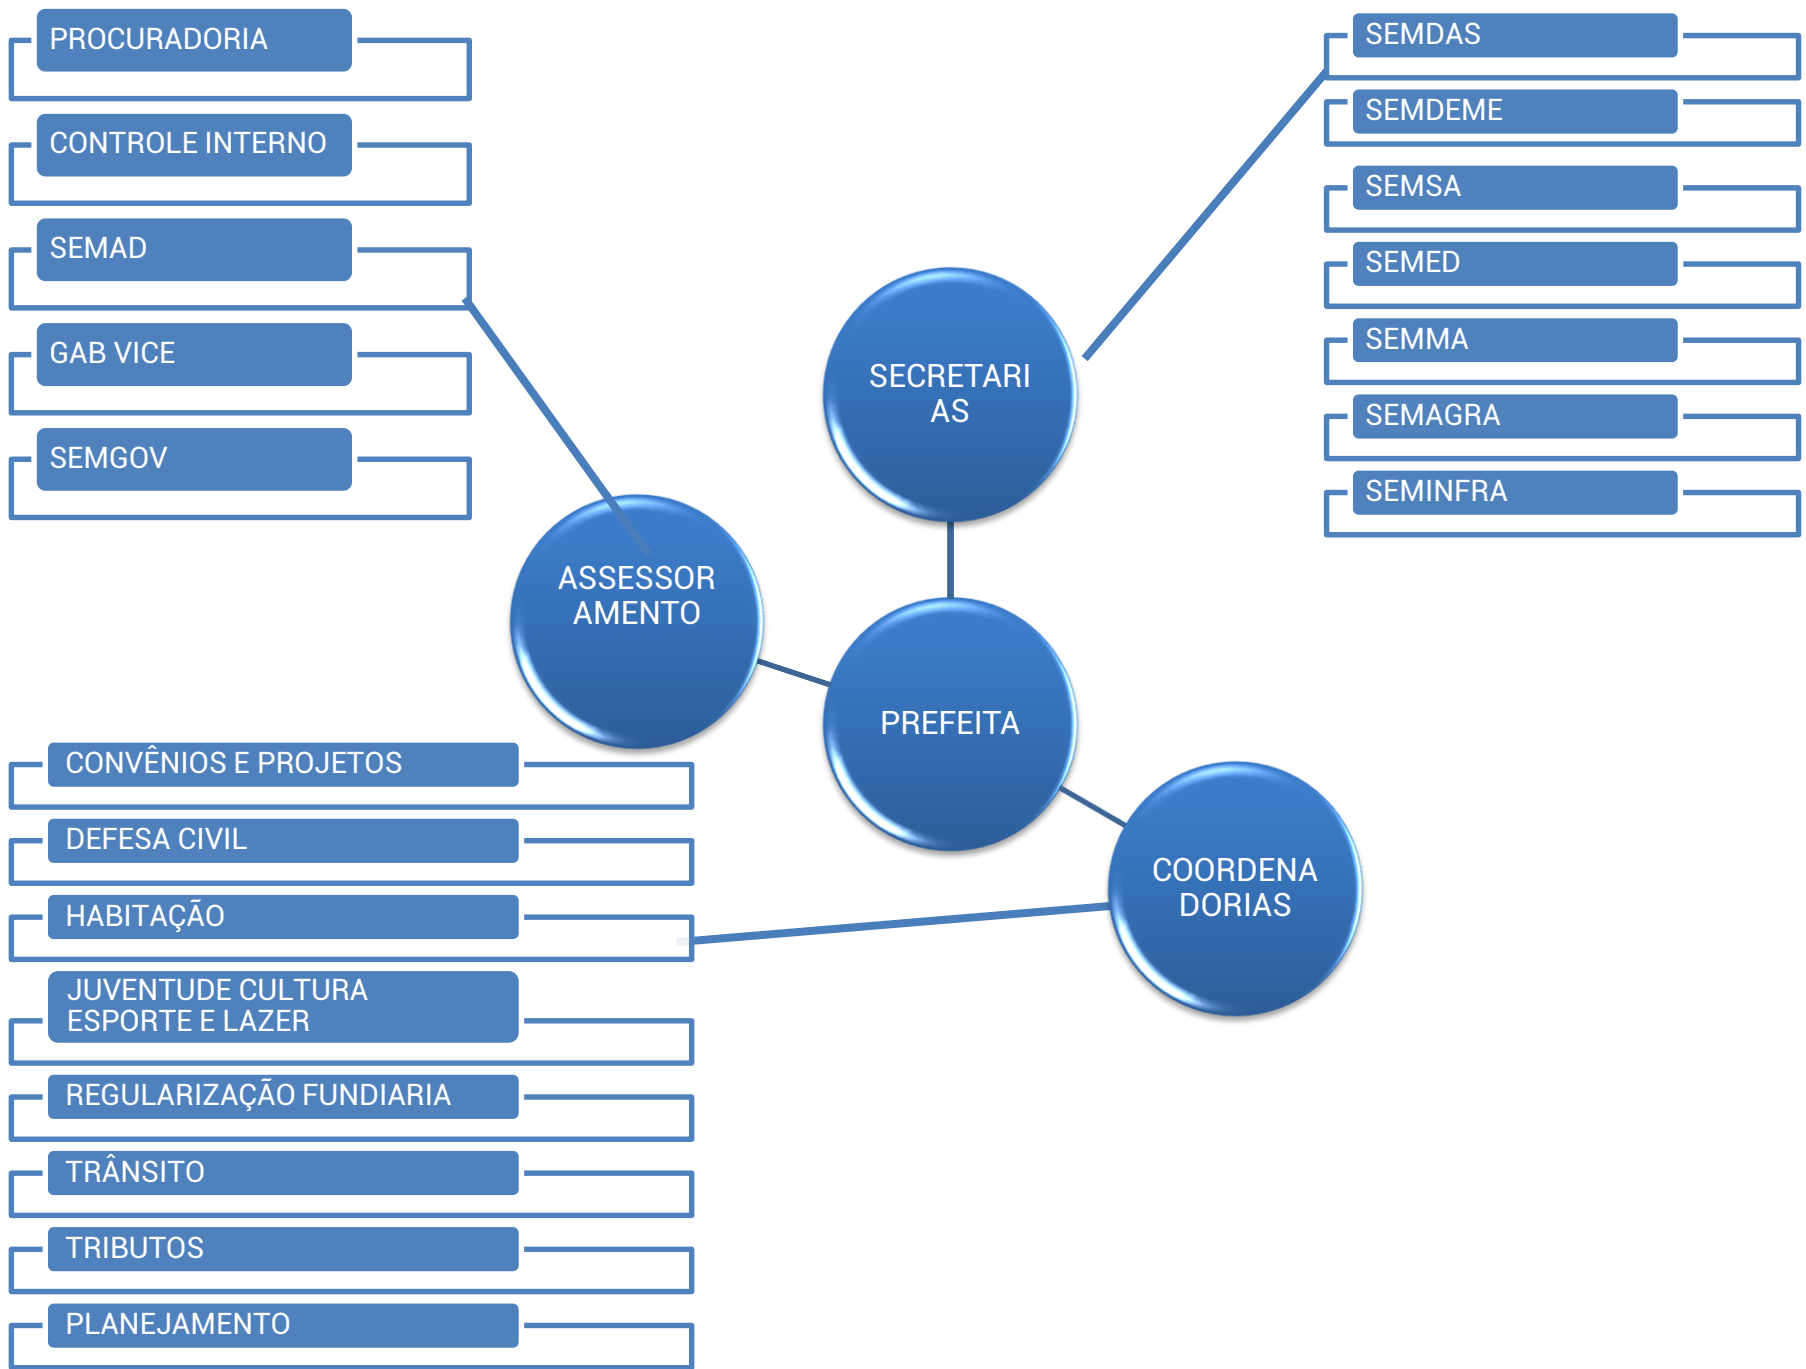 PROCURADORIA
CONTROLE INTERNO
SEMAD
GAB VICE
SEMGOV
SEMDAS
SEMDEME
SEMSA
SEMED
SEMMA
SEMAGRA
SEMINFRA
SECRETARI
AS
ASSESSOR
AMENTO
PREFEITA
COORDENA
DORIAS
CONVÊNIOS E PROJETOS
DEFESA CIVIL
HABITAÇÃO
JUVENTUDE CULTURA
ESPORTE E LAZER
REGULARIZAÇÃO FUNDIARIA
TRÂNSITO
TRIBUTOS
PLANEJAMENTO